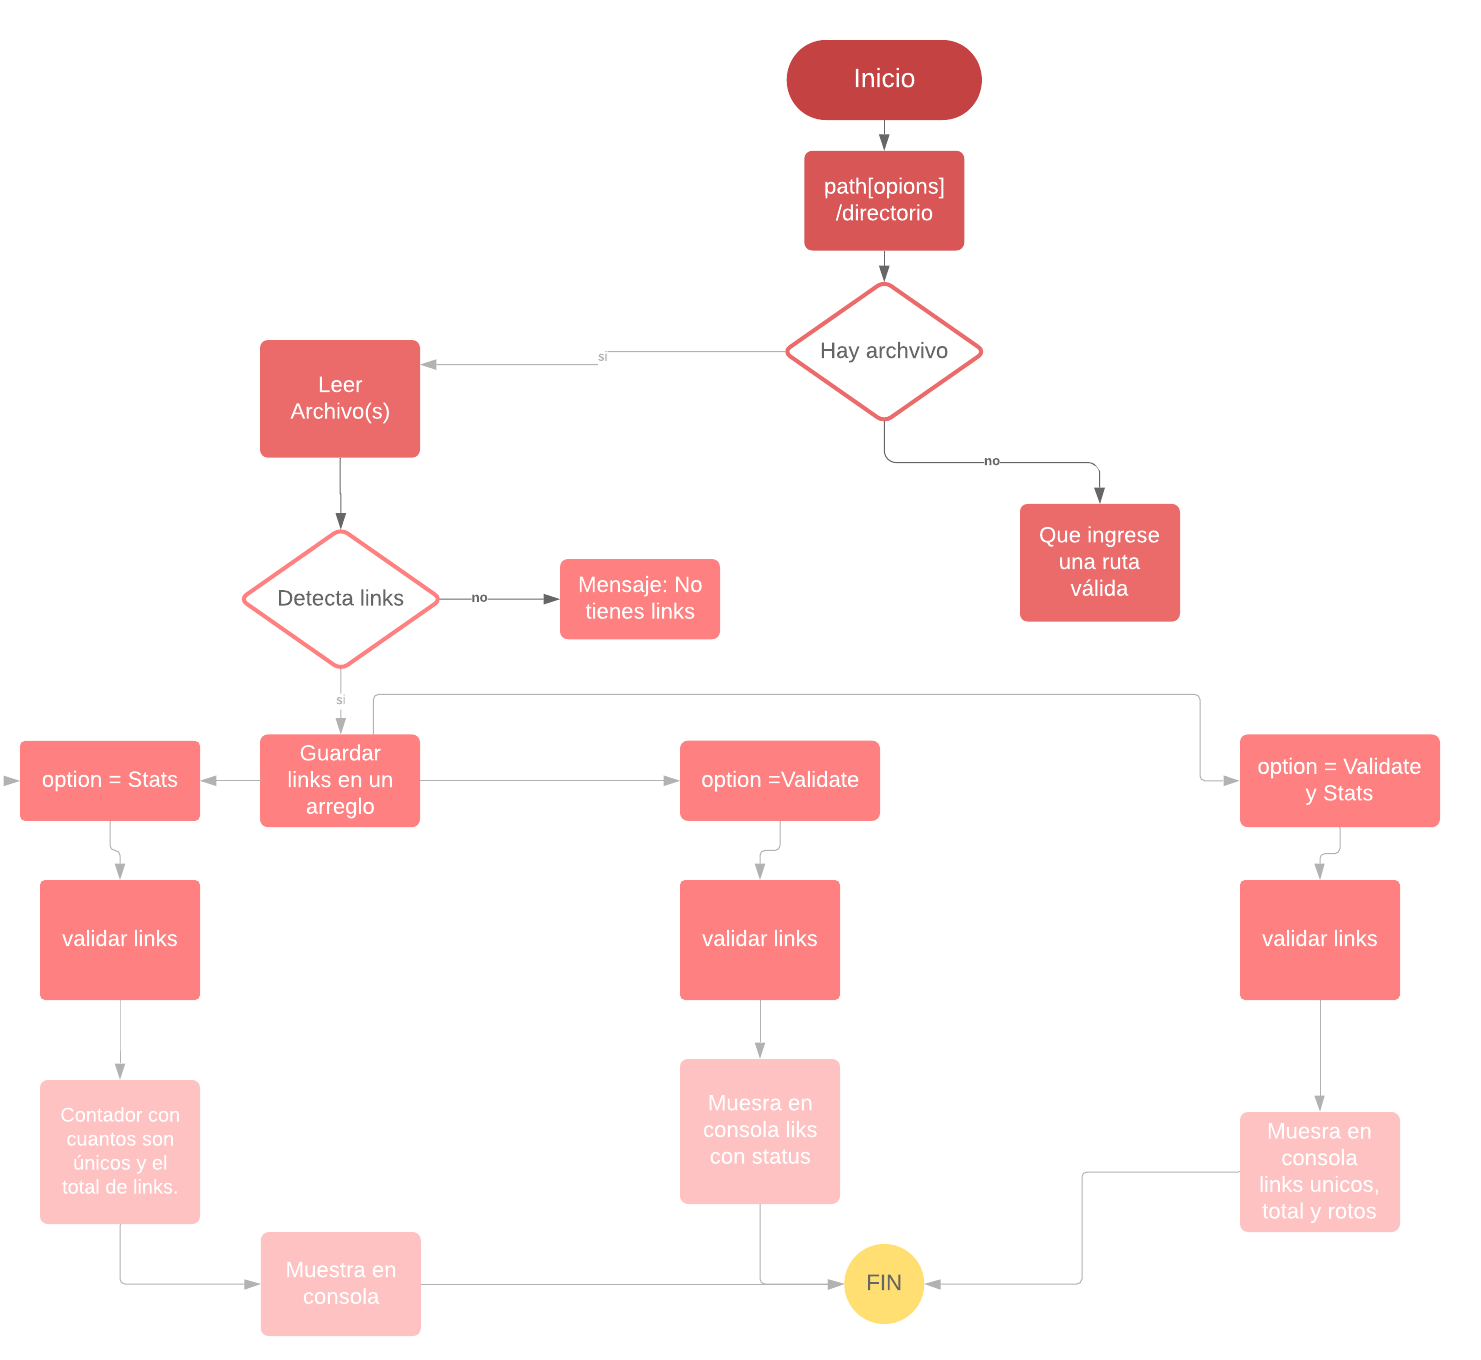 Inicio
path[opions]
/directorio
Hay archvivo
si
no
Leer
Archivo(s)
Que ingrese
una ruta
válida
Detecta links
no
Mensaje: No
tienes links
si
option = Stats
Guardar
links en un
arreglo
option =Validate
option = Validate
y Stats
validar links
validar links
validar links
Contador con
cuantos son
únicos y el
total de links.
Muesra en
consola liks
con status
Muesra en
consola
links unicos,
total y rotos
Muestra en
consola
FIN